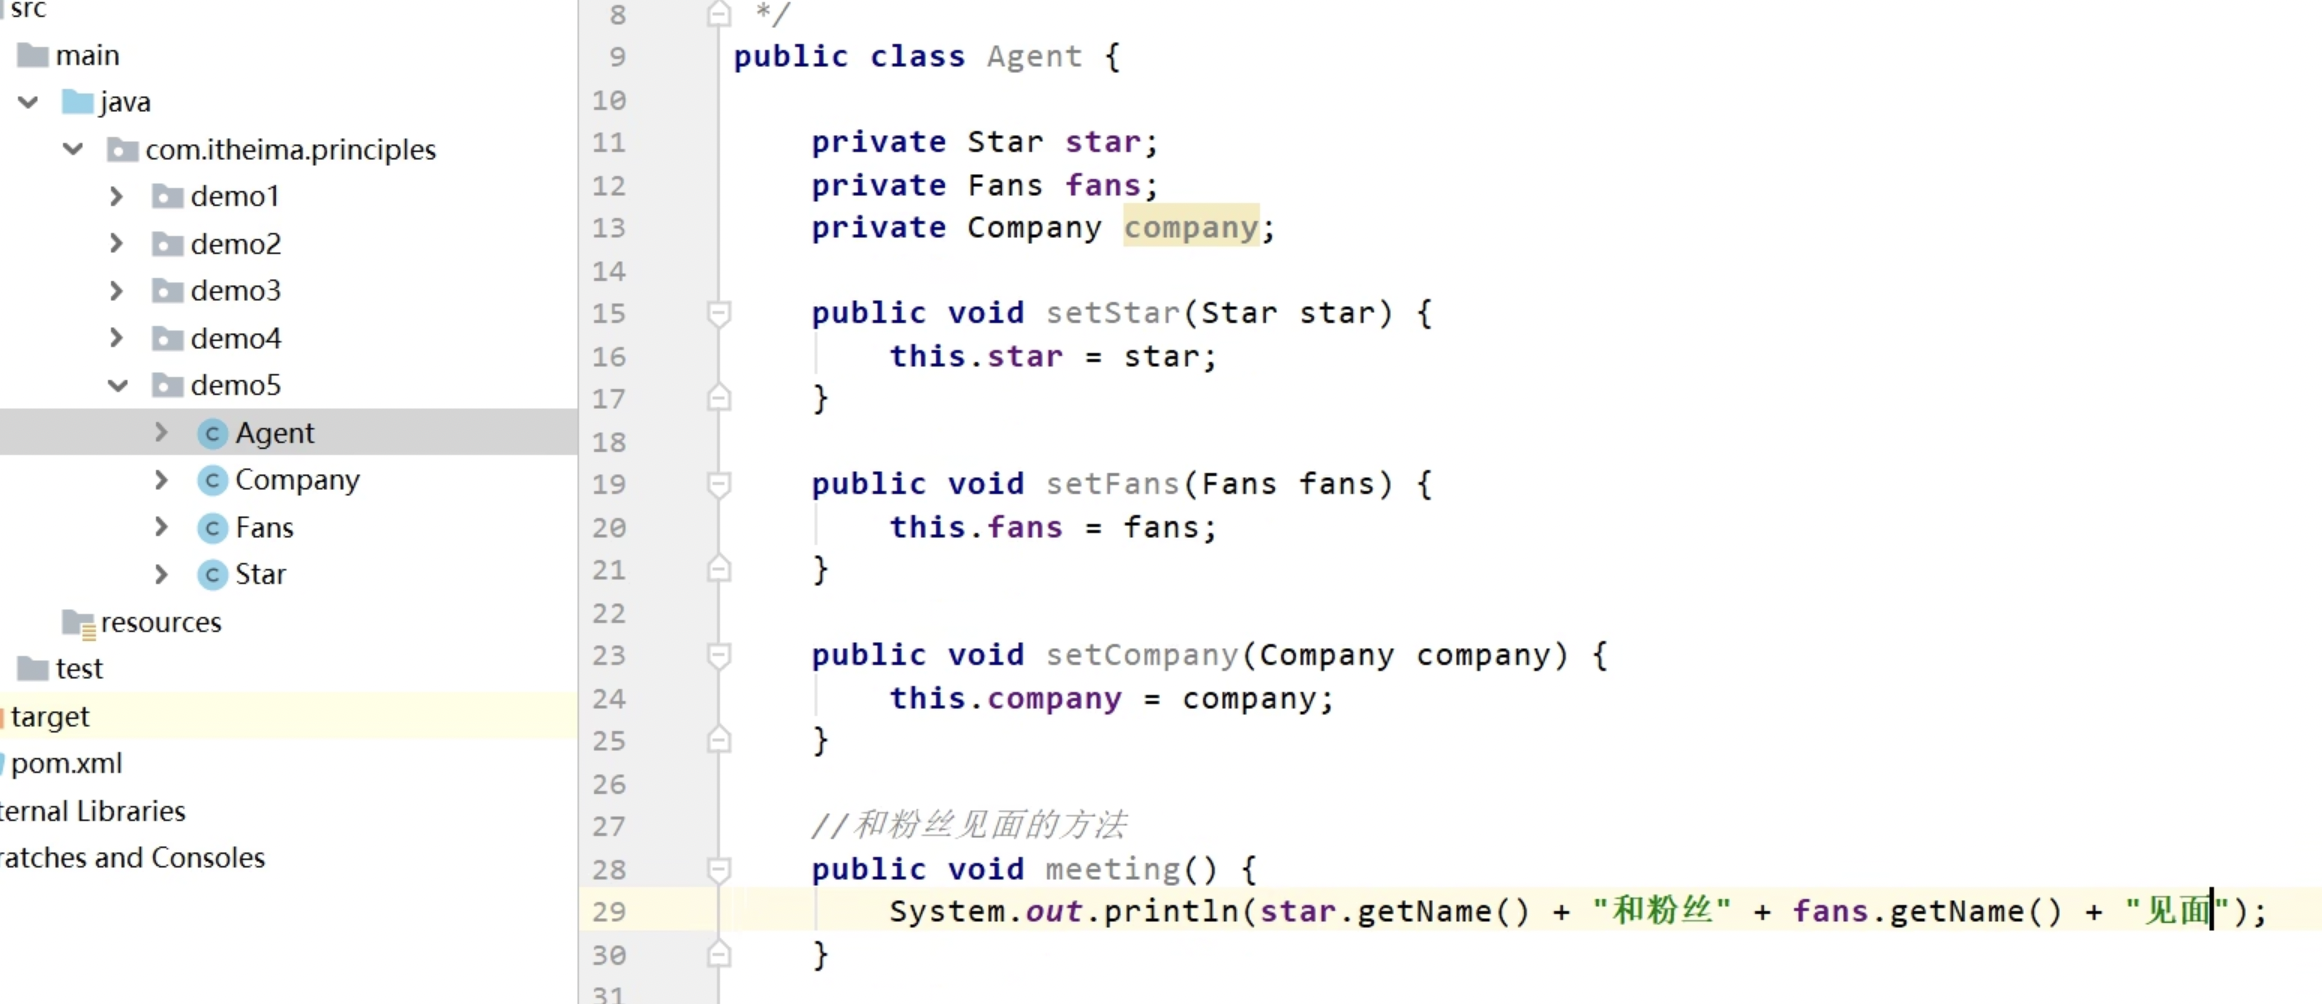 src
main
java
com.itheima.principles
demo1
demo2
demo3
demo4
demo5
Agent
Company
Fans
Star
resources
test
target
pom.xml
ternal Libraries
ratches and Consoles
8 */
9 public class Agent {
10
11 private Star star;
12 private Fans fans;
13 private Company company;
14
15 public void setStar(Star star) {
16 this.star = star;
17 }
18
19 public void setFans(Fans fans) {
20 this.fans = fans;
21 }
22
23 public void setCompany(Company company) {
24 this.company = company;
25 }
26
27 //和粉丝见面的方法
28 public void meeting() {
29 System.out.println(star.getName() + "和粉丝" + fans.getName() + "见面");
30 }
31